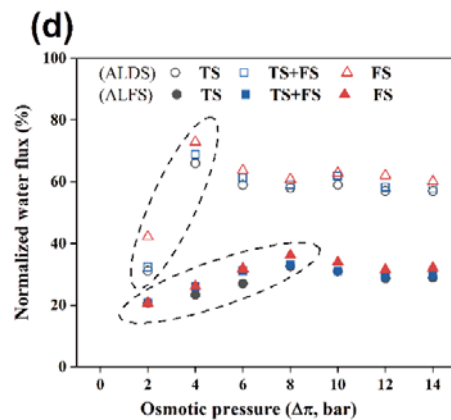 (d)
(ALDS) TS TS+FS FS
(ALFS) TS TS+FS FS
Normalized water flux (%)
100
80
60
40
20
0
0 2 4 6 8 10 12 14
Osmotic pressure (Δπ, bar)